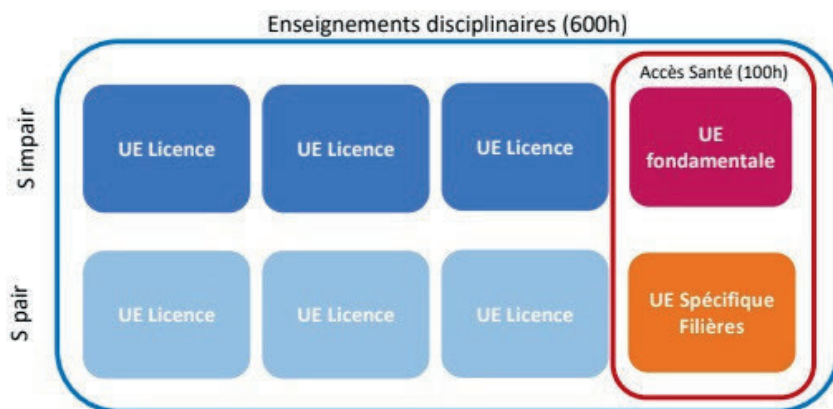 Enseignements disciplinaires (600h)
Accès Santé (100h)
S impair
UE Licence
UE Licence
UE Licence
UE
fondamentale
S pair
UE Licence
UE Licence
UE Licence
UE Spécifique
Filières